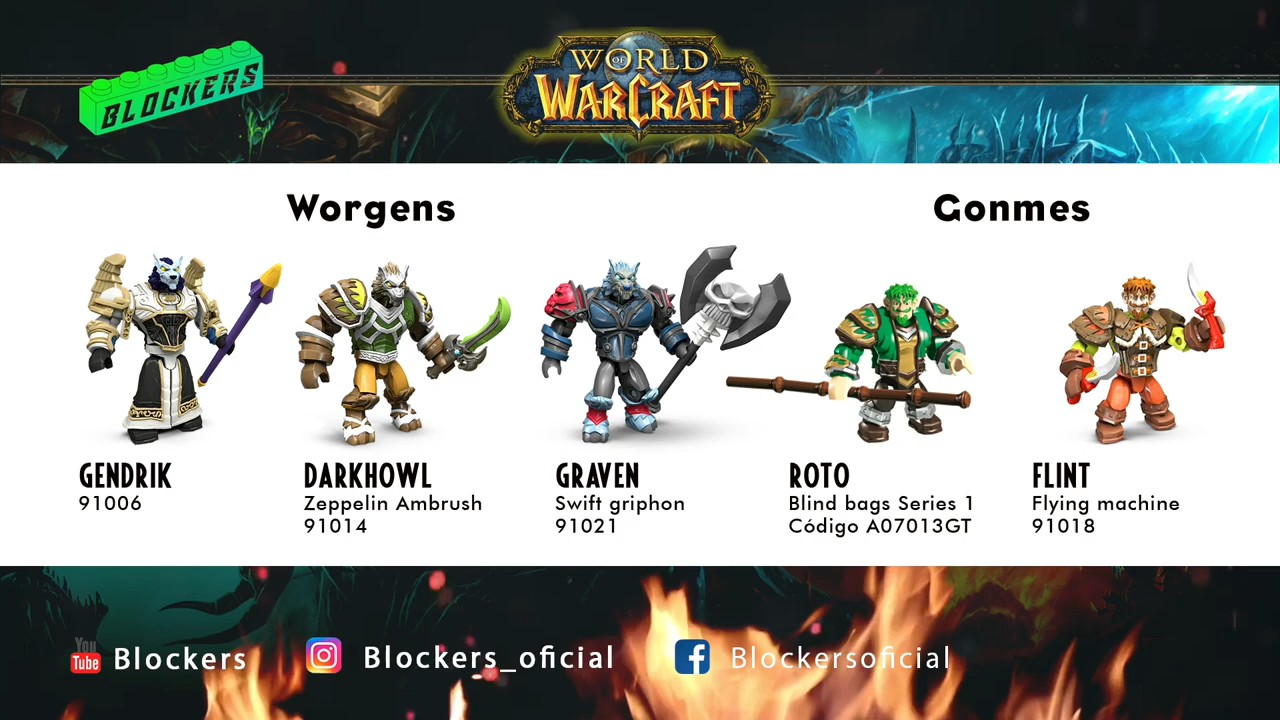 BLOCKERS
WORLD
OF
WARCRAFT
Worgens
Gonmes
GENDRIK
91006
DARKHOWL
Zeppelin Ambrush
91014
GRAVEN
Swift griphon
91021
ROTO
Blind bags Series 1
Código A07013GT
FLINT
Flying machine
91018
You
Tube
Blockers
Blockers_oficial
Blockersoficial